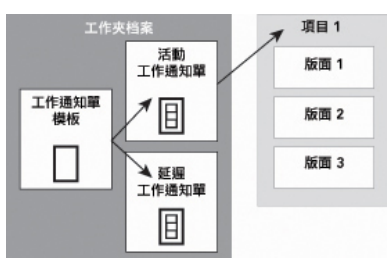 工作夾档案
工作通知單
模板
活動
工作通知單
延遲
工作通知單
項目 1
版面 1
版面 2
版面 3